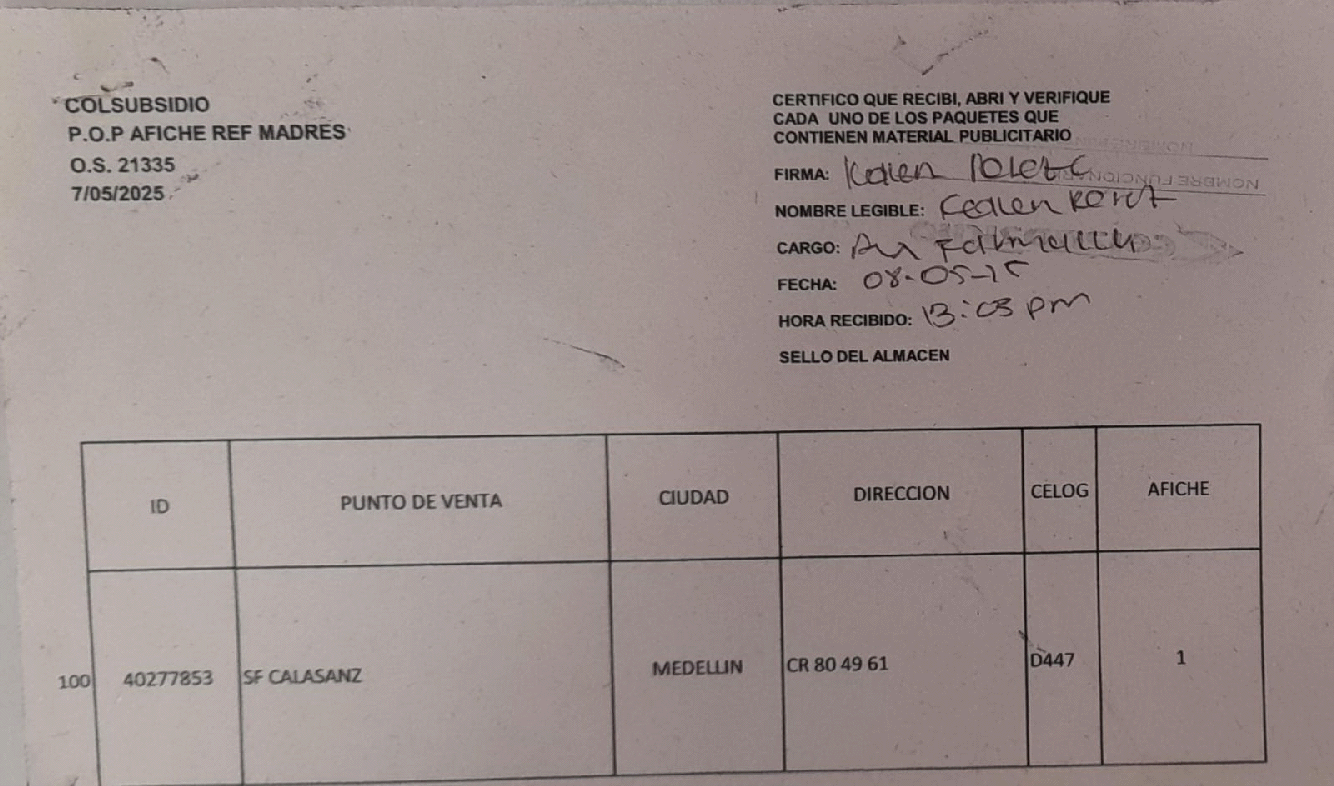 COLSUBSIDIO
P.O.P AFICHE REF MADRES
O.S. 21335
7/05/2025
CERTIFICO QUE RECIBI, ABRI Y VERIFIQUE
CADA UNO DE LOS PAQUETES QUE
CONTIENEN MATERIAL PUBLICITARIO
FIRMA: Karen
NOMBRE LEGIBLE:
CARGO:
FECHA: 08-05-25
HORA RECIBIDO: 13:03 pm
SELLO DEL ALMACEN
NOMBRE FUNCIONARIO
ID PUNTO DE VENTA CIUDAD DIRECCION CELOG AFICHE
100 40277853 SF CALASANZ MEDELLIN CR 80 49 61 D447 1